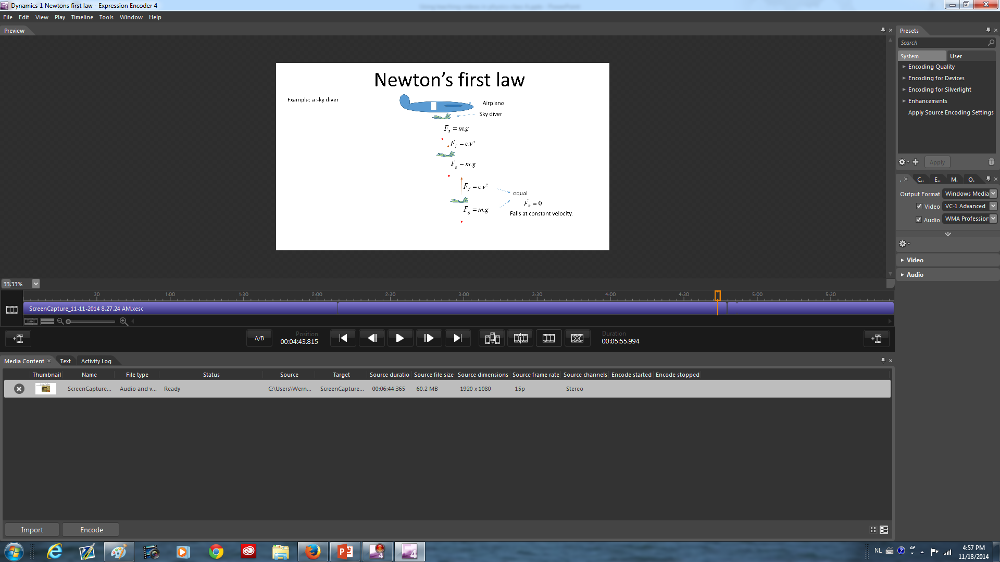 Dynamics 1 Newtons first law - Expression Encoder 4
File Edit View Play Timeline Tools Window Help
Preview
Newton's first law
Example: a sky diver
Airplane
Sky diver
F_g = m.g
F_f = c.v²
F_g = m.g
F_f = c.v²
equal
F_R = 0
F_g = m.g
Falls at constant velocity.
Presets
Search
System User
Encoding Quality
Encoding for Devices
Encoding for Silverlight
Enhancements
Apply Source Encoding Settings
Apply
C.. E.. M. O..
Output Format Windows Media
Video VC-1 Advanced
Audio WMA Profession
Video
Audio
33.33%
30 1:00 1:30 2:00 2:30 3:00 3:30 4:00 4:30 5:00 5:30
ScreenCapture_11-11-2014 8.27.24 AM.xesc
A/B
Position
00:04:43.815
Duration
00:05:55.994
Media Content Text Activity Log
Thumbnail Name File type Status Source Target Source duratio Source file size Source dimensions Source frame rate Source channels Encode started Encode stopped
ScreenCapture... Audio and v... Ready C:\Users\Wern... ScreenCapture... 00:06:44.365 60.2 MB 1920 x 1080 15p Stereo
Import Encode
NL
4:57 PM
11/18/2014